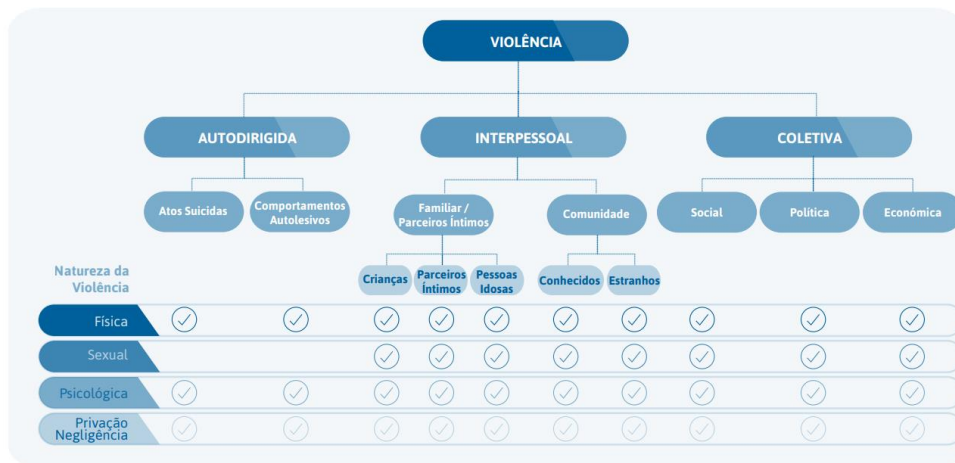 VIOLÊNCIA
AUTODIRIGIDA
INTERPESSOAL
COLETIVA
Atos Suicidas
Comportamentos
Autolesivos
Familiar /
Parceiros Íntimos
Comunidade
Social
Política
Económica
Crianças
Parceiros
Íntimos
Pessoas
Idosas
Conhecidos
Estranhos
Natureza da
Violência
Física
Sexual
Psicológica
Privação
Negligência